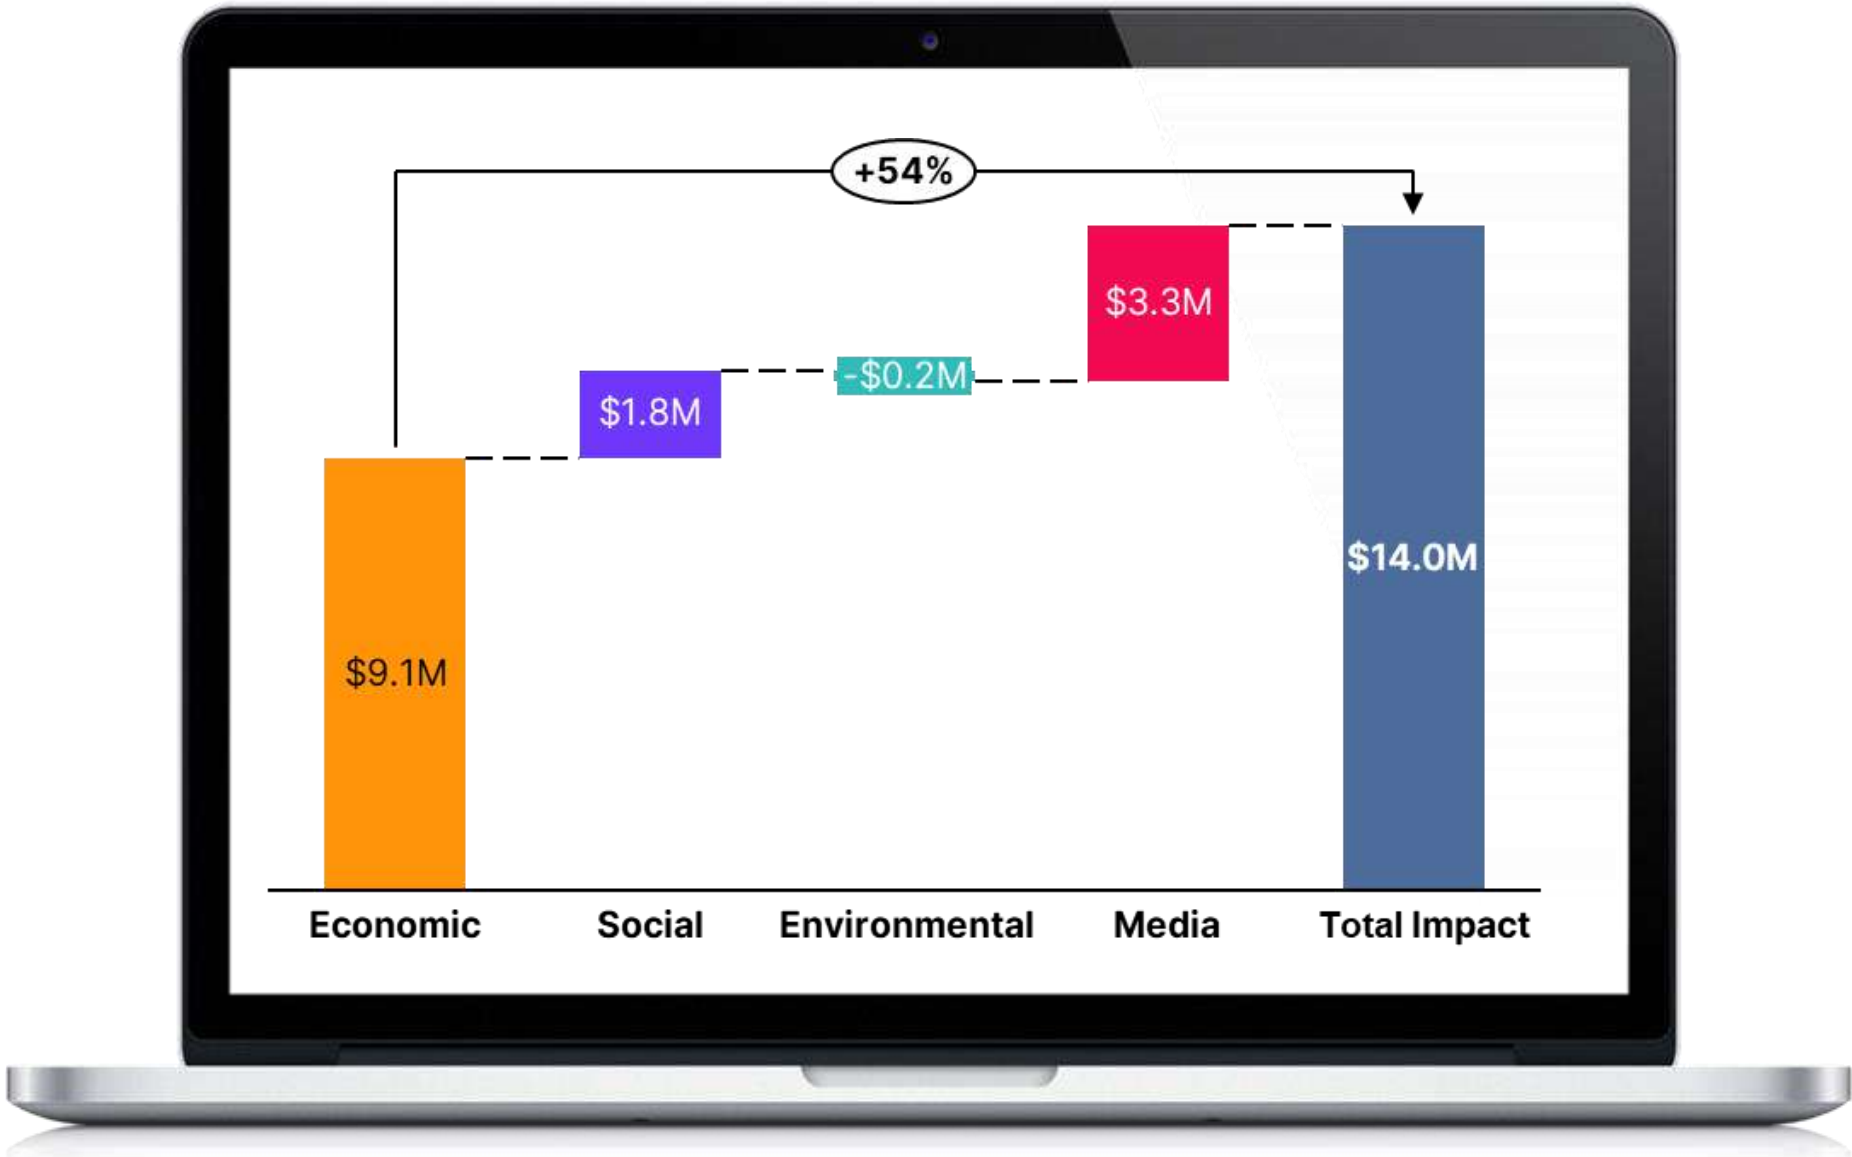 +54%
$3.3M
-$0.2M
$1.8M
$14.0M
$9.1M
Economic Social Environmental Media Total Impact